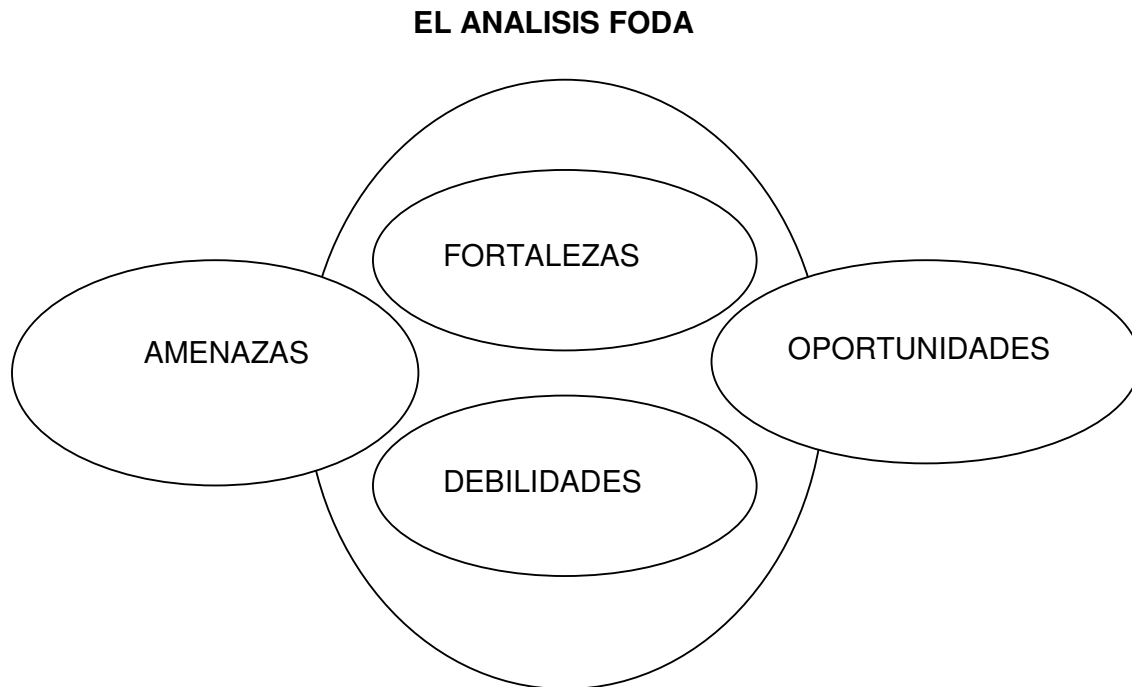 EL ANALISIS FODA
FORTALEZAS
AMENAZAS
OPORTUNIDADES
DEBILIDADES